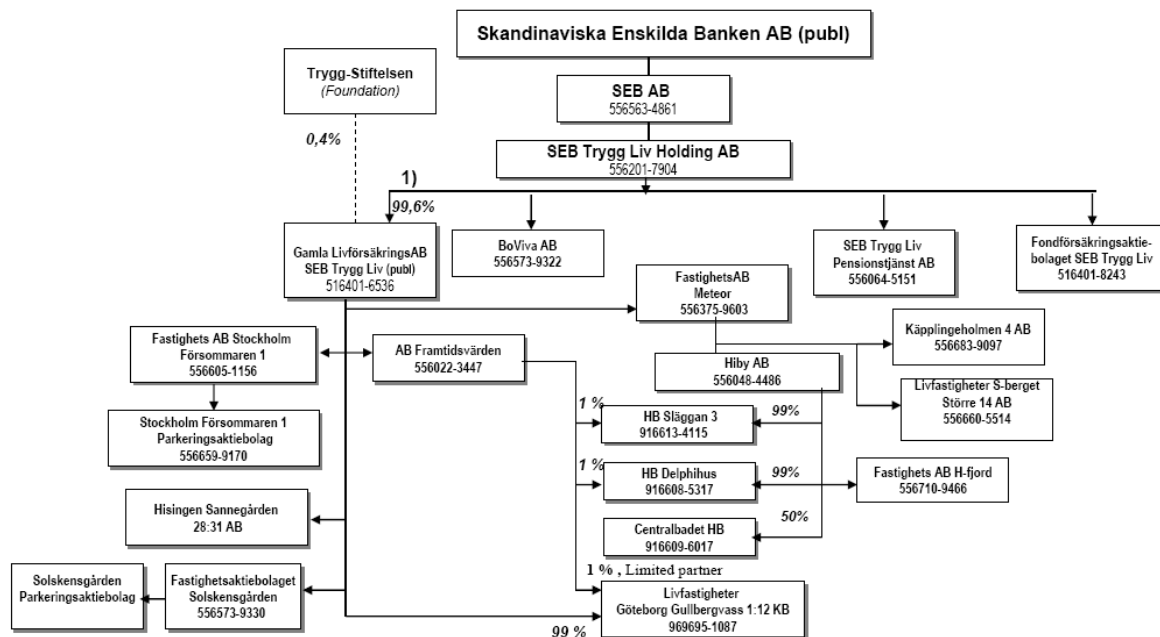 Skandinaviska Enskilda Banken AB (publ)
Trygg-Stiftelsen
(Foundation)
SEB AB
556563-4861
0,4%
SEB Trygg Liv Holding AB
556201-7904
1)
99,6%
Gamla LivförsäkringsAB
SEB Trygg Liv (publ)
516401-6536
BoViva AB
556573-9322
SEB Trygg Liv
Pensionstjänst AB
556064-5151
Fondförsäkringsaktie-
bolaget SEB Trygg Liv
516401-8243
FastighetsAB
Meteor
556375-9603
Fastighets AB Stockholm
Försommaren 1
556605-1156
AB Framtidsvärden
556022-3447
Hiby AB
556048-4486
Käpplingeholmen 4 AB
556683-9097
Livfastigheter S-berget
Större 14 AB
556660-5514
Stockholm Försommaren 1
Parkeringsaktiebolag
556659-9170
1 %
HB Släggan 3
916613-4115
99%
1 %
HB Delphihus
916608-5317
99%
Fastighets AB H-fjord
556710-9466
Hisingen Sannegården
28:31 AB
Centralbadet HB
916609-6017
50%
1 % , Limited partner
Solskensgården
Parkeringsaktiebolag
Fastighetsaktiebolaget
Solskensgården
556573-9330
Livfastigheter
Göteborg Gullbergvass 1:12 KB
969695-1087
99 %